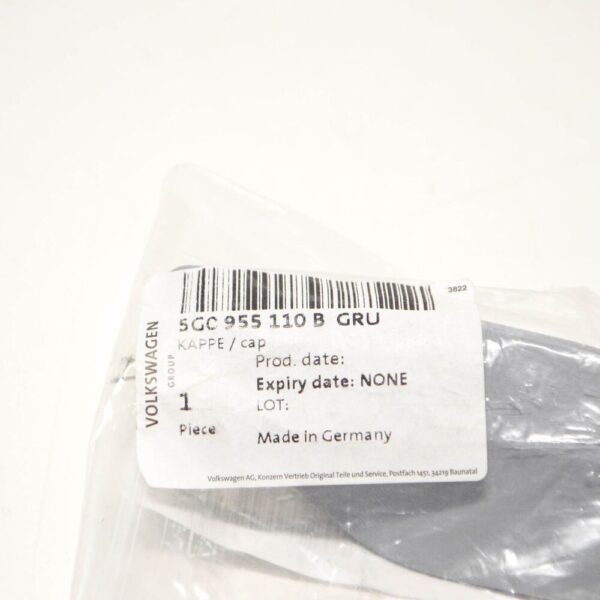 3822
5G0 955 110 B GRU
KAPPE / cap
VOLKSWAGEN
GROUP
Prod. date:
Expiry date: NONE
1
LOT:
Piece
Made in Germany
Volkswagen AG, Konzern Vertrieb Original Teile und Service, Postfach 1451, 34219 Baunatal